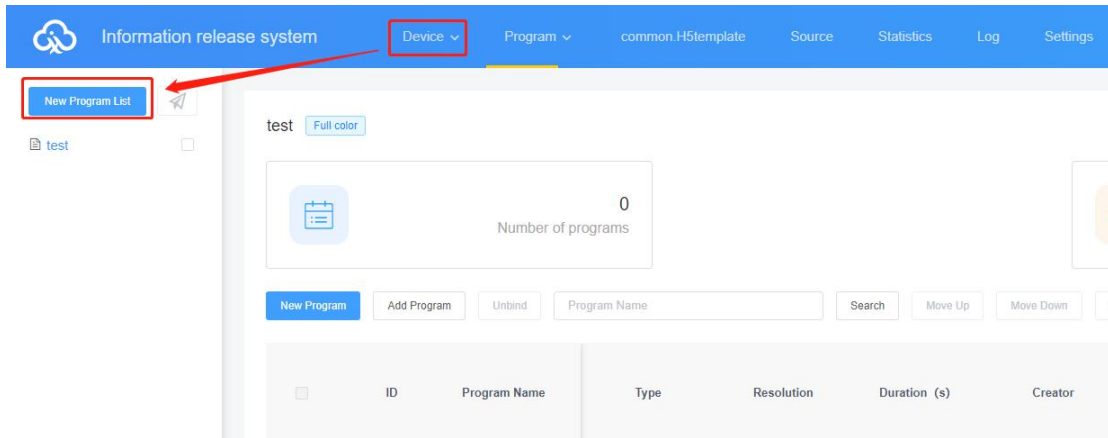 Information release system Device Program common.H5template Source Statistics Log Settings
New Program List
test
test Full color
0
Number of programs
New Program Add Program Unbind Program Name Search Move Up Move Down
ID Program Name Type Resolution Duration (s) Creator